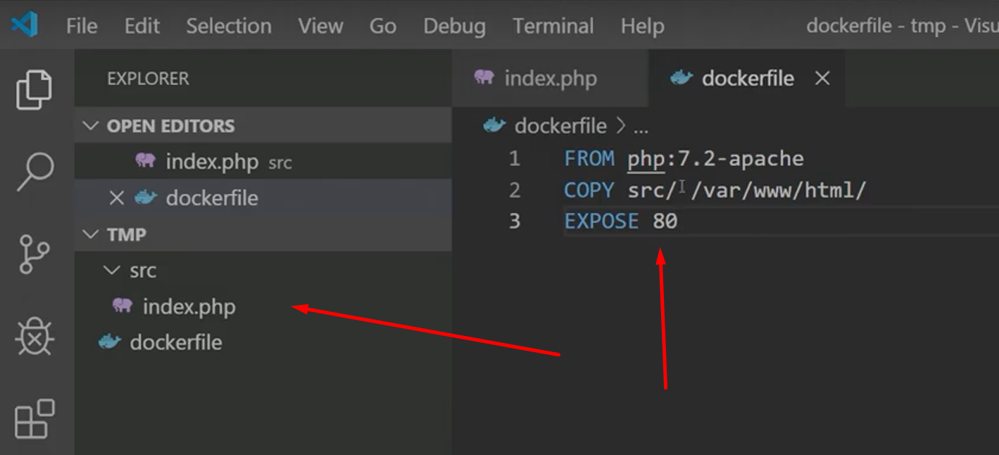 File Edit Selection View Go Debug Terminal Help dockerfile - tmp - Visu
EXPLORER
OPEN EDITORS
index.php src
dockerfile
TMP
src
index.php
dockerfile
index.php dockerfile
dockerfile > ...
1 FROM php:7.2-apache
2 COPY src/ /var/www/html/
3 EXPOSE 80